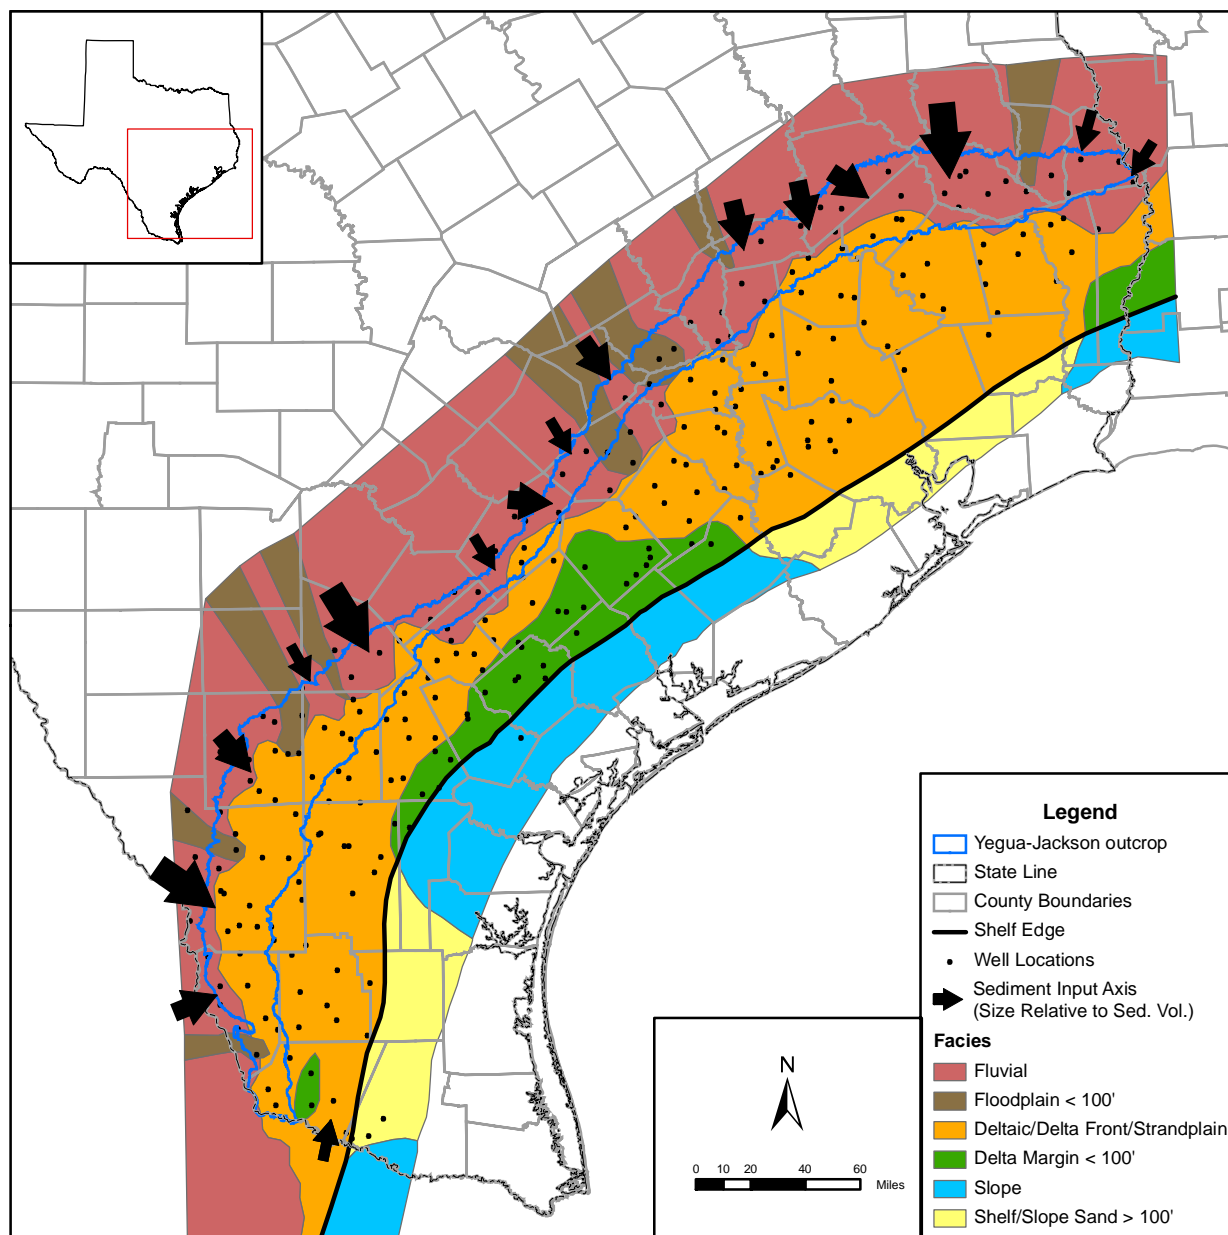 Legend
Yegua-Jackson outcrop
State Line
County Boundaries
Shelf Edge
Well Locations
Sediment Input Axis
(Size Relative to Sed. Vol.)
Facies
Fluvial
Floodplain < 100'
Deltaic/Delta Front/Strandplain
Delta Margin < 100'
Slope
Shelf/Slope Sand > 100'
N
0 10 20 40 60 Miles